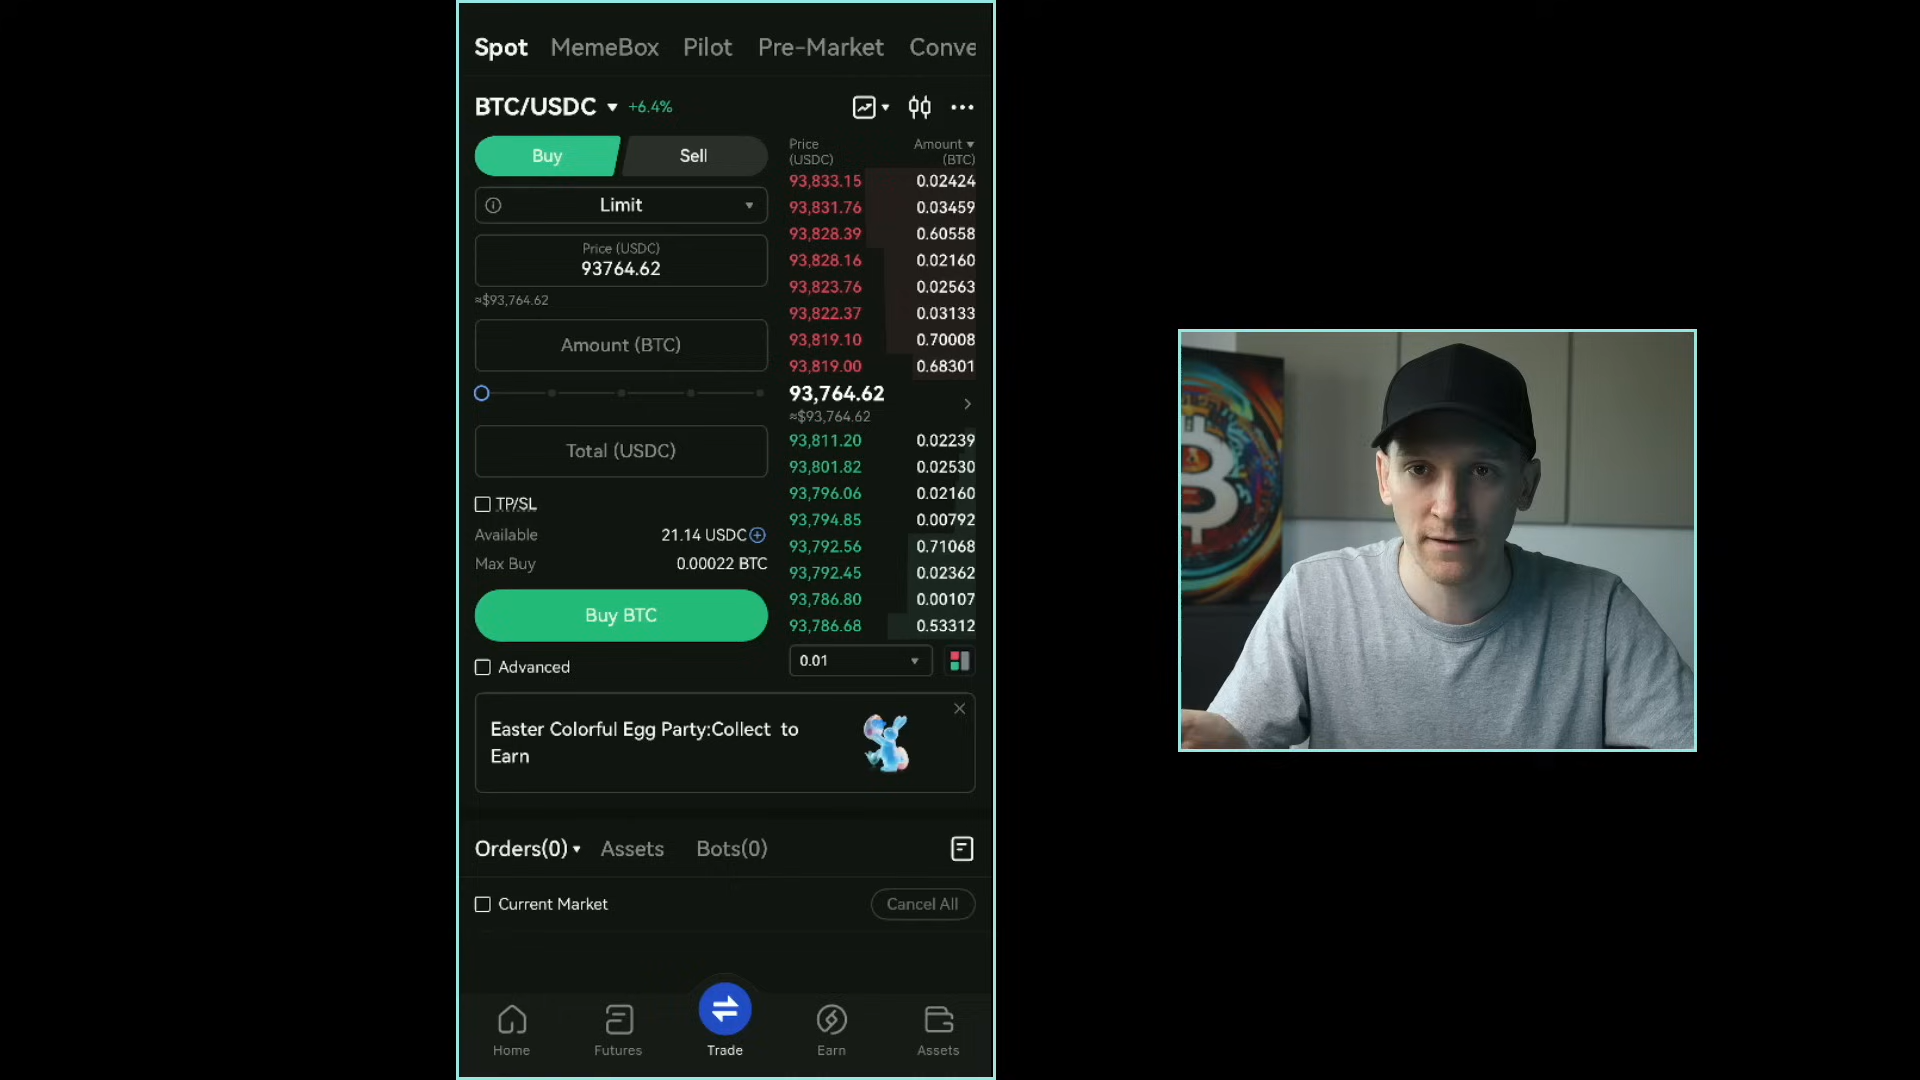 Spot MemeBox Pilot Pre-Market Conve
BTC/USDC +6.4%
Buy Sell
Limit
Price (USDC)
93764.62
≈$93,764.62
Amount (BTC)
Total (USDC)
TP/SL
Available 21.14 USDC
Max Buy 0.00022 BTC
Buy BTC
Advanced
Price (USDC) Amount (BTC)
93,833.15 0.02424
93,831.76 0.03459
93,828.39 0.60558
93,828.16 0.02160
93,823.76 0.02563
93,822.37 0.03133
93,819.10 0.70008
93,819.00 0.68301
93,764.62
≈$93,764.62
93,811.20 0.02239
93,801.82 0.02530
93,796.06 0.02160
93,794.85 0.00792
93,792.56 0.71068
93,792.45 0.02362
93,786.80 0.00107
93,786.68 0.53312
0.01
Easter Colorful Egg Party:Collect to
Earn
Orders(0) Assets Bots(0)
Current Market Cancel All
Home Futures Trade Earn Assets